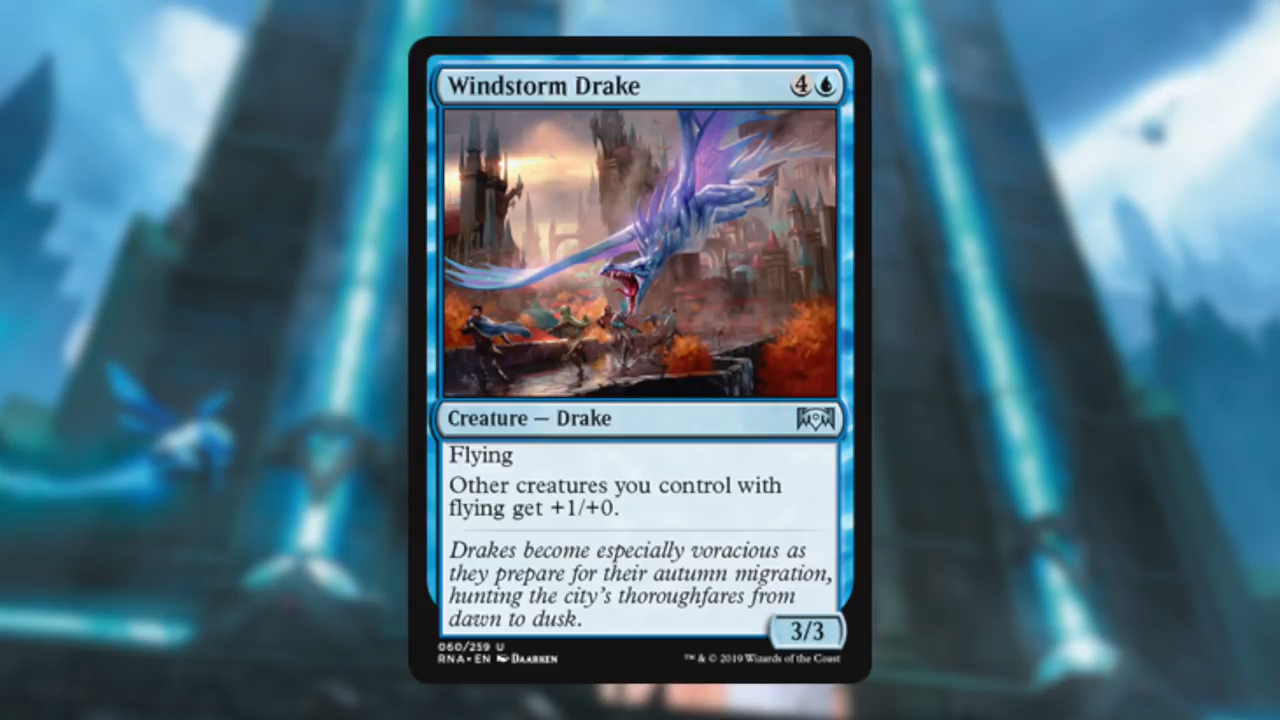 Windstorm Drake 4
Creature — Drake
Flying
Other creatures you control with
flying get +1/+0.
Drakes become especially voracious as
they prepare for their autumn migration,
hunting the city's thoroughfares from
dawn to dusk.
3/3
060/259 U
RNA • EN Daarken
™ & © 2019 Wizards of the Coast